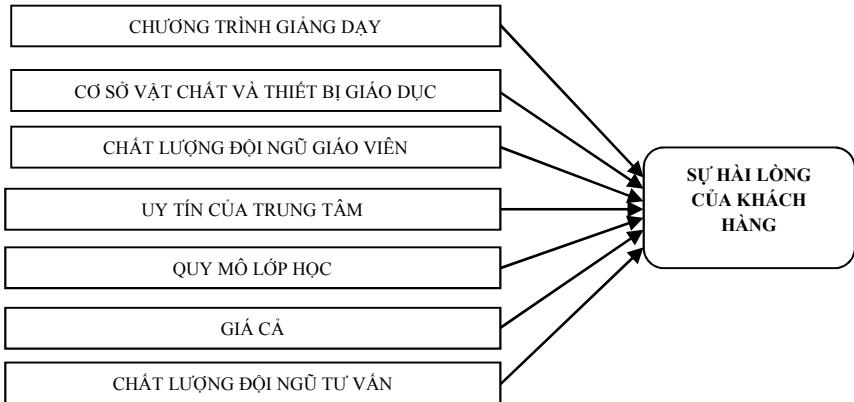 CHƯƠNG TRÌNH GIẢNG DẠY
CƠ SỞ VẬT CHẤT VÀ THIẾT BỊ GIÁO DỤC
CHẤT LƯỢNG ĐỘI NGŨ GIÁO VIÊN
UY TÍN CỦA TRUNG TÂM
QUY MÔ LỚP HỌC
GIÁ CẢ
CHẤT LƯỢNG ĐỘI NGŨ TƯ VẤN
SỰ HÀI LÒNG
CỦA KHÁCH
HÀNG